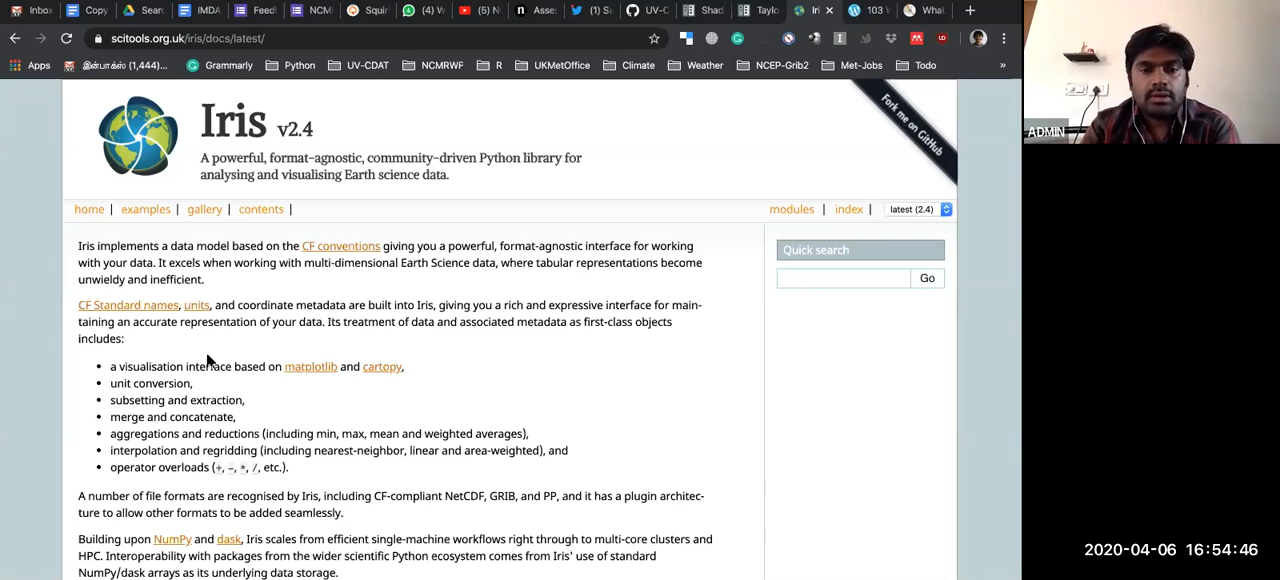 Inbox
Copy
Sear
IMDA
Feed
NCM
Squir
(4) W
(5) N
Asse
(1) S
UV-C
Shad
Taylo
Iri
103 W
Wha
scitools.org.uk/iris/docs/latest/
Apps
இன்பாக்ஸ் (1,444)...
Grammarly
Python
UV-CDAT
NCMRWF
R
UKMetOffice
Climate
Weather
NCEP-Grib2
Met-Jobs
Todo
»
Iris v2.4
A powerful, format-agnostic, community-driven Python library for
analysing and visualising Earth science data.
Fork me on GitHub
home | examples | gallery | contents |
modules | index | latest (2.4)
Iris implements a data model based on the CF conventions giving you a powerful, format-agnostic interface for working
with your data. It excels when working with multi-dimensional Earth Science data, where tabular representations become
unwieldy and inefficient.
CF Standard names, units, and coordinate metadata are built into Iris, giving you a rich and expressive interface for main-
taining an accurate representation of your data. Its treatment of data and associated metadata as first-class objects
includes:
• a visualisation interface based on matplotlib and cartopy,
• unit conversion,
• subsetting and extraction,
• merge and concatenate,
• aggregations and reductions (including min, max, mean and weighted averages),
• interpolation and regridding (including nearest-neighbor, linear and area-weighted), and
• operator overloads (+, -, *, /, etc.).
A number of file formats are recognised by Iris, including CF-compliant NetCDF, GRIB, and PP, and it has a plugin architec-
ture to allow other formats to be added seamlessly.
Building upon NumPy and dask, Iris scales from efficient single-machine workflows right through to multi-core clusters and
HPC. Interoperability with packages from the wider scientific Python ecosystem comes from Iris' use of standard
NumPy/dask arrays as its underlying data storage.
Quick search
Go
ADMIN
2020-04-06 16:54:46